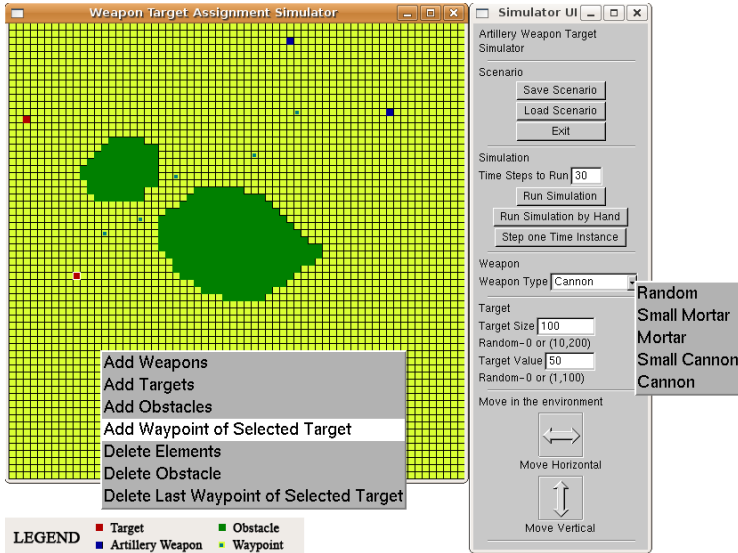 Weapon Target Assignment Simulator
Add Weapons
Add Targets
Add Obstacles
Add Waypoint of Selected Target
Delete Elements
Delete Obstacle
Delete Last Waypoint of Selected Target
LEGEND
Target
Obstacle
Artillery Weapon
Waypoint
Simulator UI
Artillery Weapon Target
Simulator
Scenario
Save Scenario
Load Scenario
Exit
Simulation
Time Steps to Run 30
Run Simulation
Run Simulation by Hand
Step one Time Instance
Weapon
Weapon Type Cannon
Random
Small Mortar
Mortar
Small Cannon
Cannon
Target
Target Size 100
Random-0 or (10,200)
Target Value 50
Random-0 or (1,100)
Move in the environment
Move Horizontal
Move Vertical